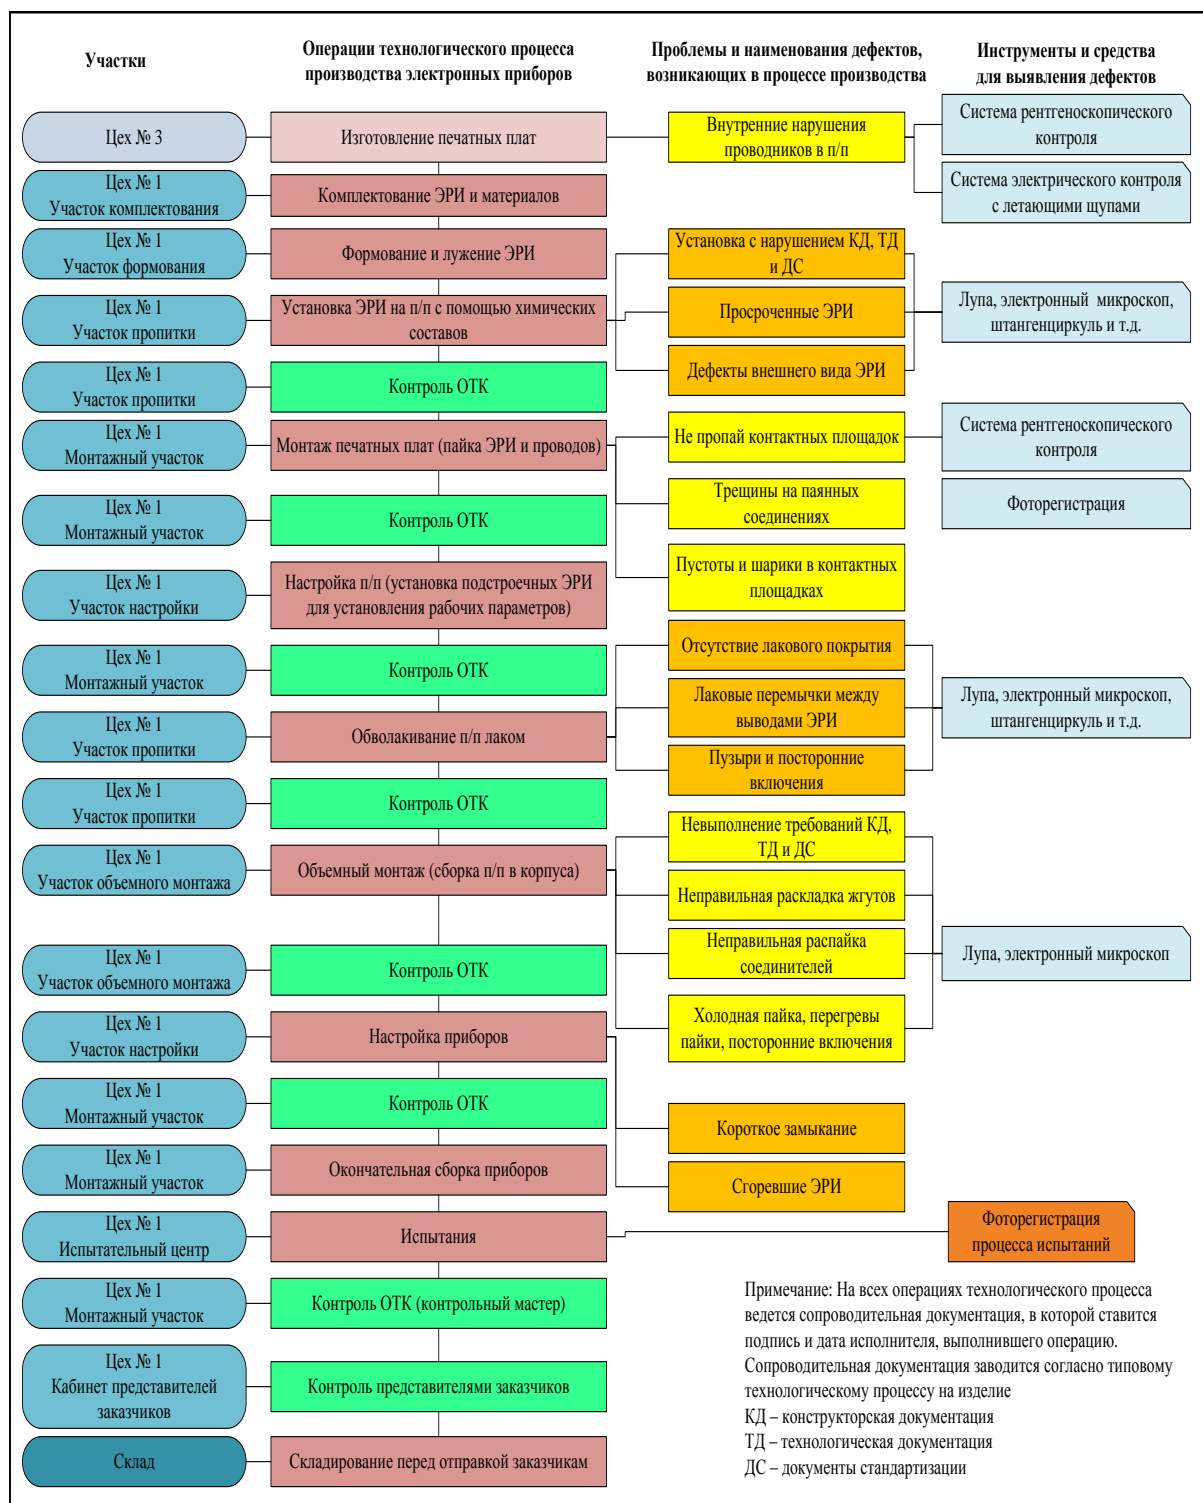 Участки
Операции технологического процесса
производства электронных приборов
Проблемы и наименования дефектов,
возникающих в процессе производства
Инструменты и средства
для выявления дефектов
Цех № 3
Изготовление печатных плат
Внутренние нарушения
проводников в п/п
Система рентгеноскопического
контроля
Система электрического контроля
с летающими щупами
Цех № 1
Участок комплектования
Комплектование ЭРИ и материалов
Цех № 1
Участок формования
Формование и лужение ЭРИ
Установка с нарушением КД, ТД
и ДС
Цех № 1
Участок пропитки
Установка ЭРИ на п/п с помощью химических
составов
Просроченные ЭРИ
Лупа, электронный микроскоп,
штангенциркуль и т.д.
Дефекты внешнего вида ЭРИ
Цех № 1
Участок пропитки
Контроль ОТК
Цех № 1
Монтажный участок
Монтаж печатных плат (пайка ЭРИ и проводов)
Не пропай контактных площадок
Система рентгеноскопического
контроля
Цех № 1
Монтажный участок
Контроль ОТК
Трещины на паянных
соединениях
Фоторегистрация
Цех № 1
Участок настройки
Настройка п/п (установка подстроечных ЭРИ
для установления рабочих параметров)
Пустоты и шарики в контактных
площадках
Цех № 1
Монтажный участок
Контроль ОТК
Отсутствие лакового покрытия
Цех № 1
Участок пропитки
Обволакивание п/п лаком
Лаковые перемычки между
выводами ЭРИ
Лупа, электронный микроскоп,
штангенциркуль и т.д.
Пузыри и посторонние
включения
Цех № 1
Участок пропитки
Контроль ОТК
Невыполнение требований КД,
ТД и ДС
Цех № 1
Участок объемного монтажа
Объемный монтаж (сборка п/п в корпуса)
Неправильная раскладка жгутов
Цех № 1
Участок объемного монтажа
Контроль ОТК
Неправильная распайка
соединителей
Лупа, электронный микроскоп
Цех № 1
Участок настройки
Настройка приборов
Холодная пайка, перегревы
пайки, посторонние включения
Цех № 1
Монтажный участок
Контроль ОТК
Короткое замыкание
Цех № 1
Монтажный участок
Окончательная сборка приборов
Сгоревшие ЭРИ
Цех № 1
Испытательный центр
Испытания
Фоторегистрация
процесса испытаний
Цех № 1
Монтажный участок
Контроль ОТК (контрольный мастер)
Цех № 1
Кабинет представителей
заказчиков
Контроль представителями заказчиков
Склад
Складирование перед отправкой заказчикам
Примечание: На всех операциях технологического процесса
ведется сопроводительная документация, в которой ставится
подпись и дата исполнителя, выполнившего операцию.
Сопроводительная документация заводится согласно типовому
технологическому процессу на изделие
КД – конструкторская документация
ТД – технологическая документация
ДС – документы стандартизации